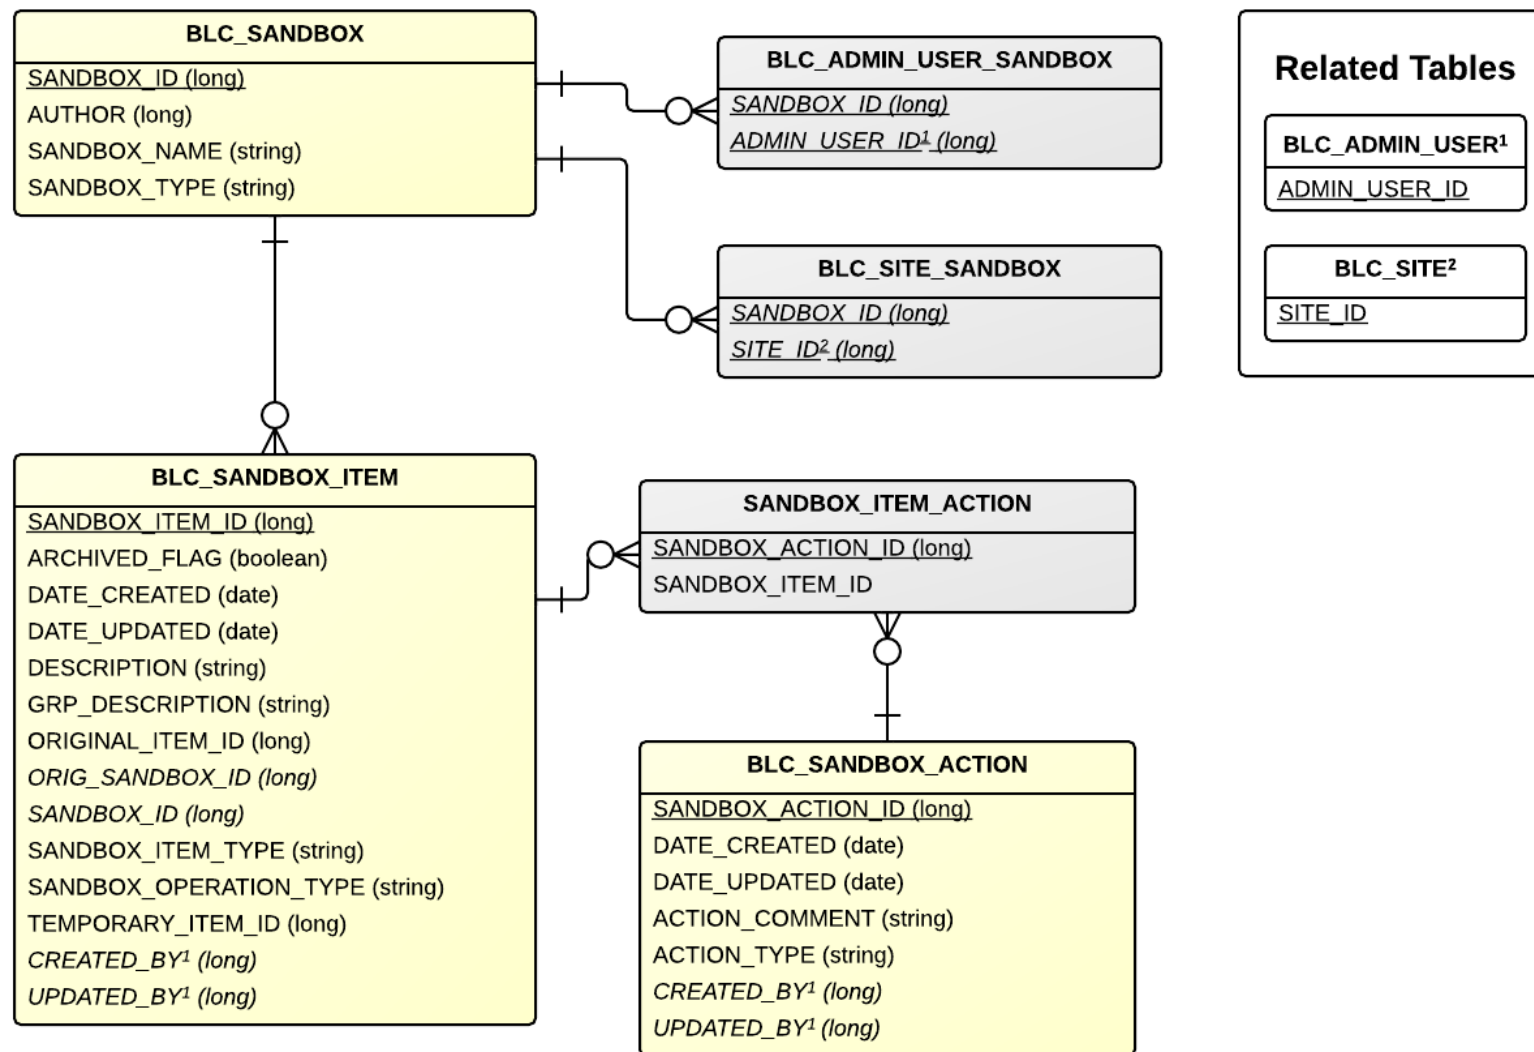 BLC_SANDBOX
SANDBOX_ID (long)
AUTHOR (long)
SANDBOX_NAME (string)
SANDBOX_TYPE (string)
BLC_ADMIN_USER_SANDBOX
SANDBOX_ID (long)
ADMIN_USER_ID¹ (long)
BLC_SITE_SANDBOX
SANDBOX_ID (long)
SITE_ID² (long)
Related Tables
BLC_ADMIN_USER¹
ADMIN_USER_ID
BLC_SITE²
SITE_ID
BLC_SANDBOX_ITEM
SANDBOX_ITEM_ID (long)
ARCHIVED_FLAG (boolean)
DATE_CREATED (date)
DATE_UPDATED (date)
DESCRIPTION (string)
GRP_DESCRIPTION (string)
ORIGINAL_ITEM_ID (long)
ORIG_SANDBOX_ID (long)
SANDBOX_ID (long)
SANDBOX_ITEM_TYPE (string)
SANDBOX_OPERATION_TYPE (string)
TEMPORARY_ITEM_ID (long)
CREATED_BY¹ (long)
UPDATED_BY¹ (long)
SANDBOX_ITEM_ACTION
SANDBOX_ACTION_ID (long)
SANDBOX_ITEM_ID
BLC_SANDBOX_ACTION
SANDBOX_ACTION_ID (long)
DATE_CREATED (date)
DATE_UPDATED (date)
ACTION_COMMENT (string)
ACTION_TYPE (string)
CREATED_BY¹ (long)
UPDATED_BY¹ (long)